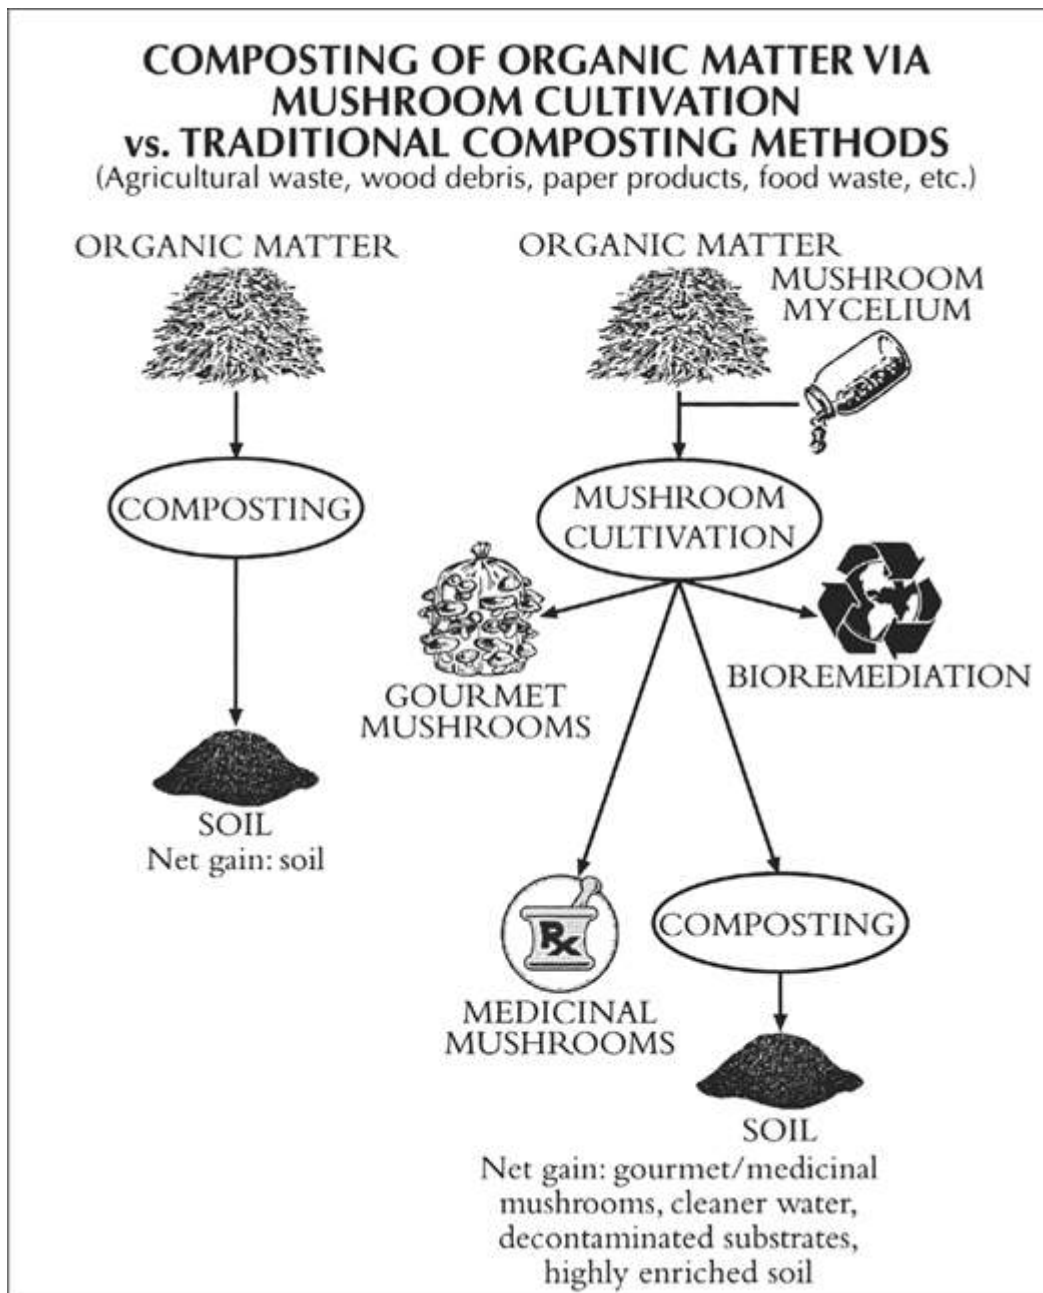 COMPOSTING OF ORGANIC MATTER VIA
MUSHROOM CULTIVATION
vs. TRADITIONAL COMPOSTING METHODS
(Agricultural waste, wood debris, paper products, food waste, etc.)
ORGANIC MATTER
COMPOSTING
SOIL
Net gain: soil
ORGANIC MATTER
MUSHROOM
MYCELIUM
MUSHROOM
CULTIVATION
GOURMET
MUSHROOMS
BIOREMEDIATION
Rx
MEDICINAL
MUSHROOMS
COMPOSTING
SOIL
Net gain: gourmet/medicinal
mushrooms, cleaner water,
decontaminated substrates,
highly enriched soil